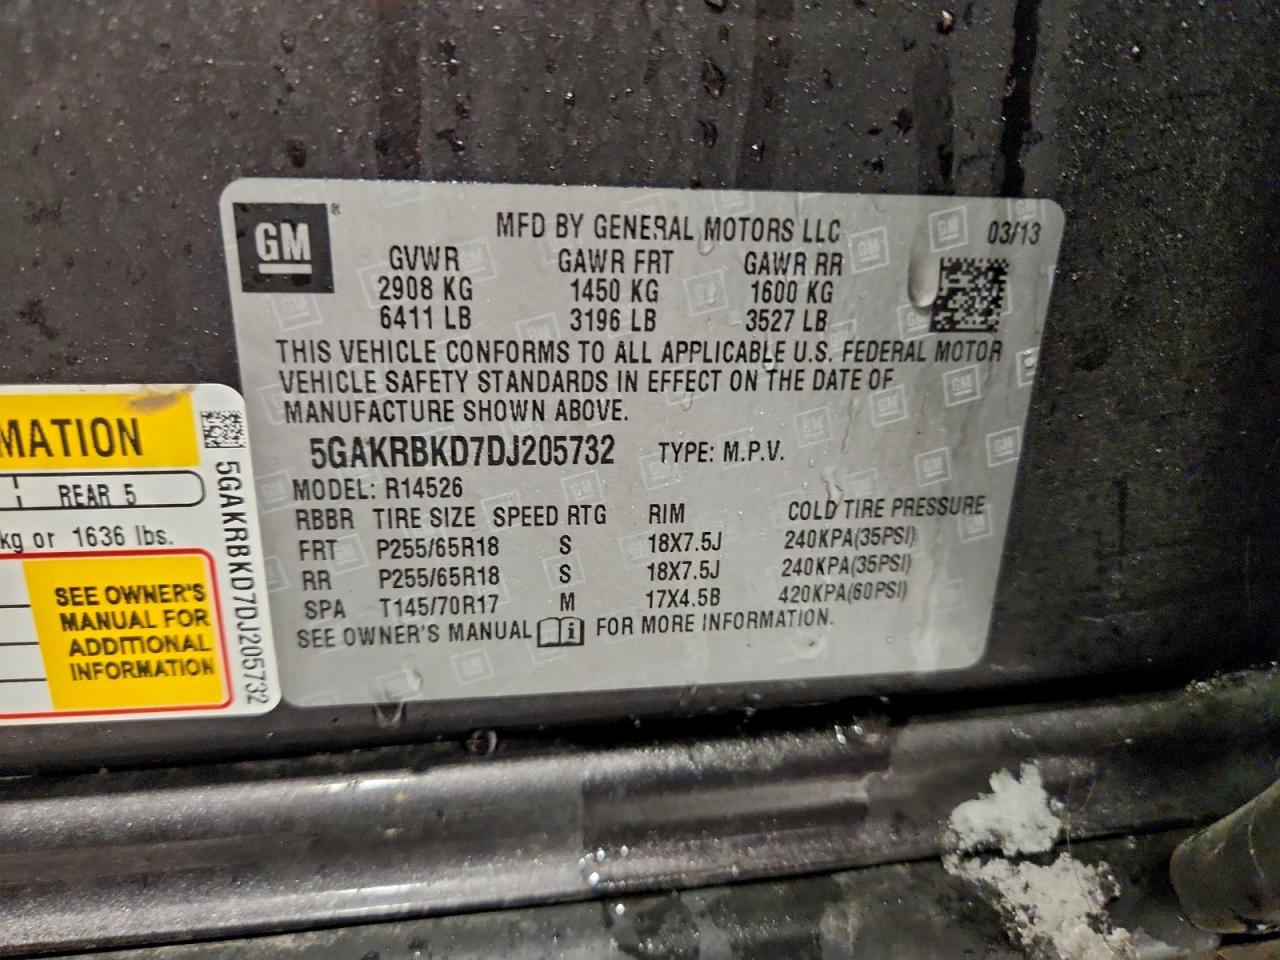 GM®
MFD BY GENERAL MOTORS LLC 03/13
GVWR GAWR FRT GAWR RR
2908 KG 1450 KG 1600 KG
6411 LB 3196 LB 3527 LB
THIS VEHICLE CONFORMS TO ALL APPLICABLE U.S. FEDERAL MOTOR
VEHICLE SAFETY STANDARDS IN EFFECT ON THE DATE OF
MANUFACTURE SHOWN ABOVE.
5GAKRBKD7DJ205732 TYPE: M.P.V.
MODEL: R14526
RBBR TIRE SIZE SPEED RTG RIM COLD TIRE PRESSURE
FRT P255/65R18 S 18X7.5J 240KPA(35PSI)
RR P255/65R18 S 18X7.5J 240KPA(35PSI)
SPA T145/70R17 M 17X4.5B 420KPA(60PSI)
SEE OWNER'S MANUAL FOR MORE INFORMATION.
MATION
REAR 5
kg or 1636 lbs.
SEE OWNER'S
MANUAL FOR
ADDITIONAL
INFORMATION
5GAKRBKD7DJ205732